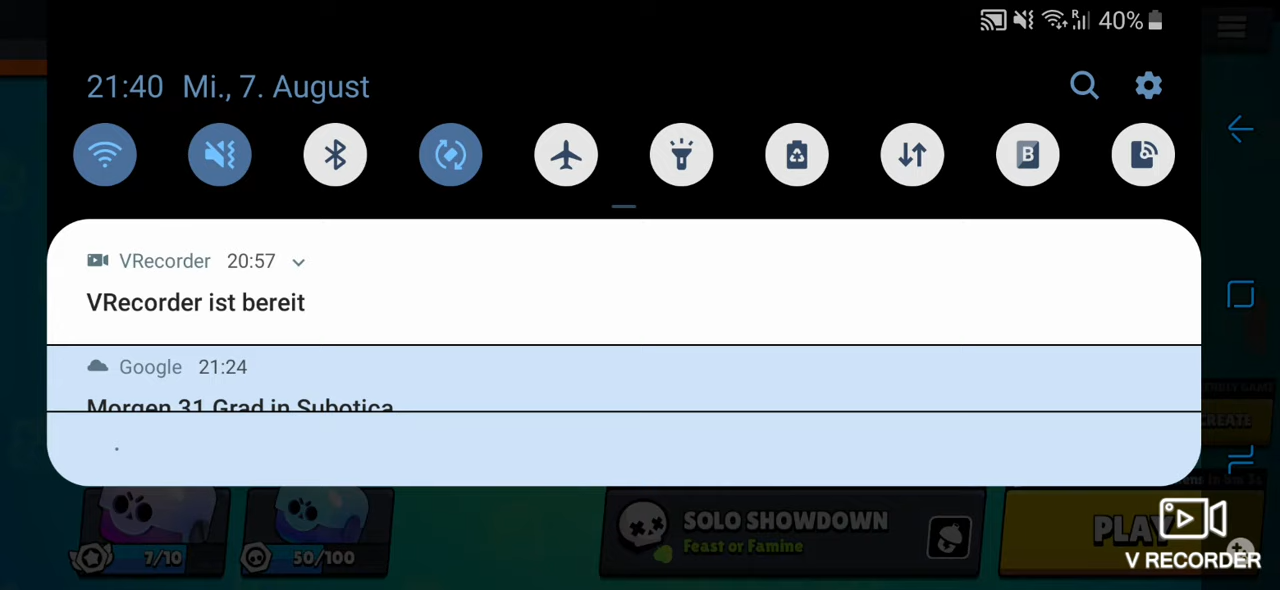 R 40%
21:40 Mi., 7. August
B
VRecorder 20:57
VRecorder ist bereit
Google 21:24
Morgen 31 Grad in Subotica
CREATE
7/10
50/100
SOLO SHOWDOWN
Feast or Famine
PLAY
V RECORDER